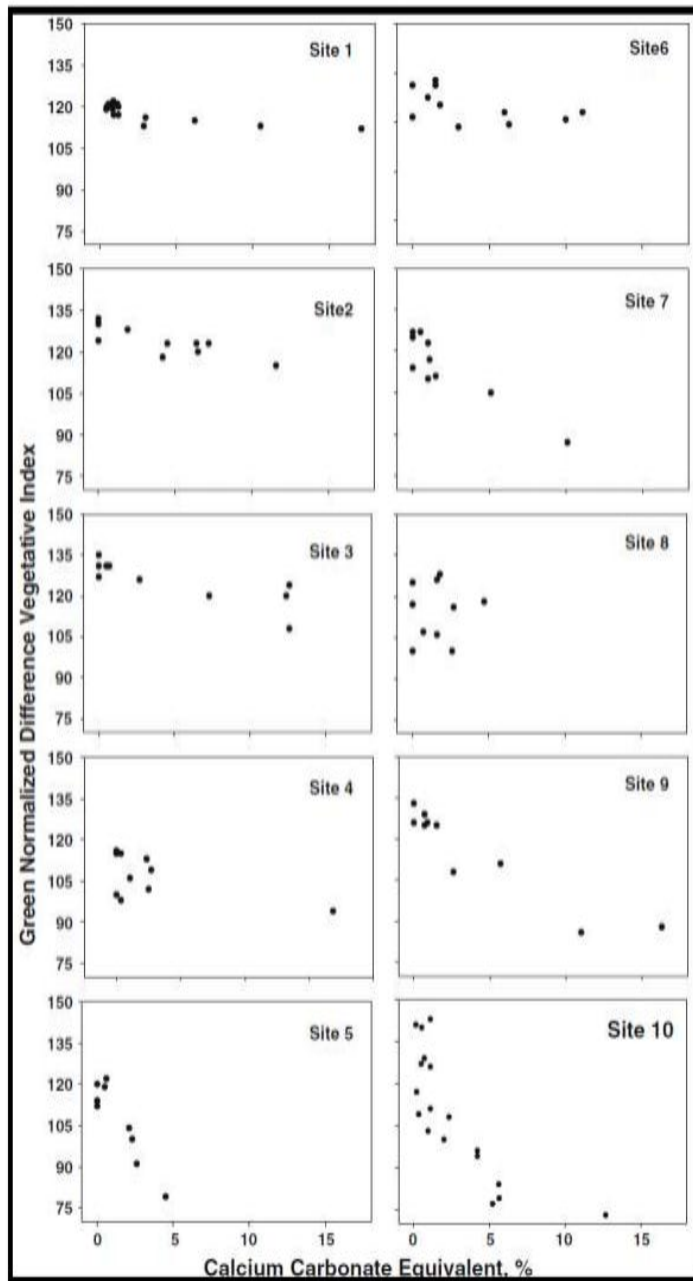 150
135
120
105
90
75
Site 1
Site6
150
135
120
105
90
75
Site2
Site 7
150
135
120
105
90
75
Site 3
Site 8
150
135
120
105
90
75
Site 4
Site 9
150
135
120
105
90
75
Site 5
Site 10
0 5 10 15 0 5 10 15
Green Normalized Difference Vegetative Index
Calcium Carbonate Equivalent, %